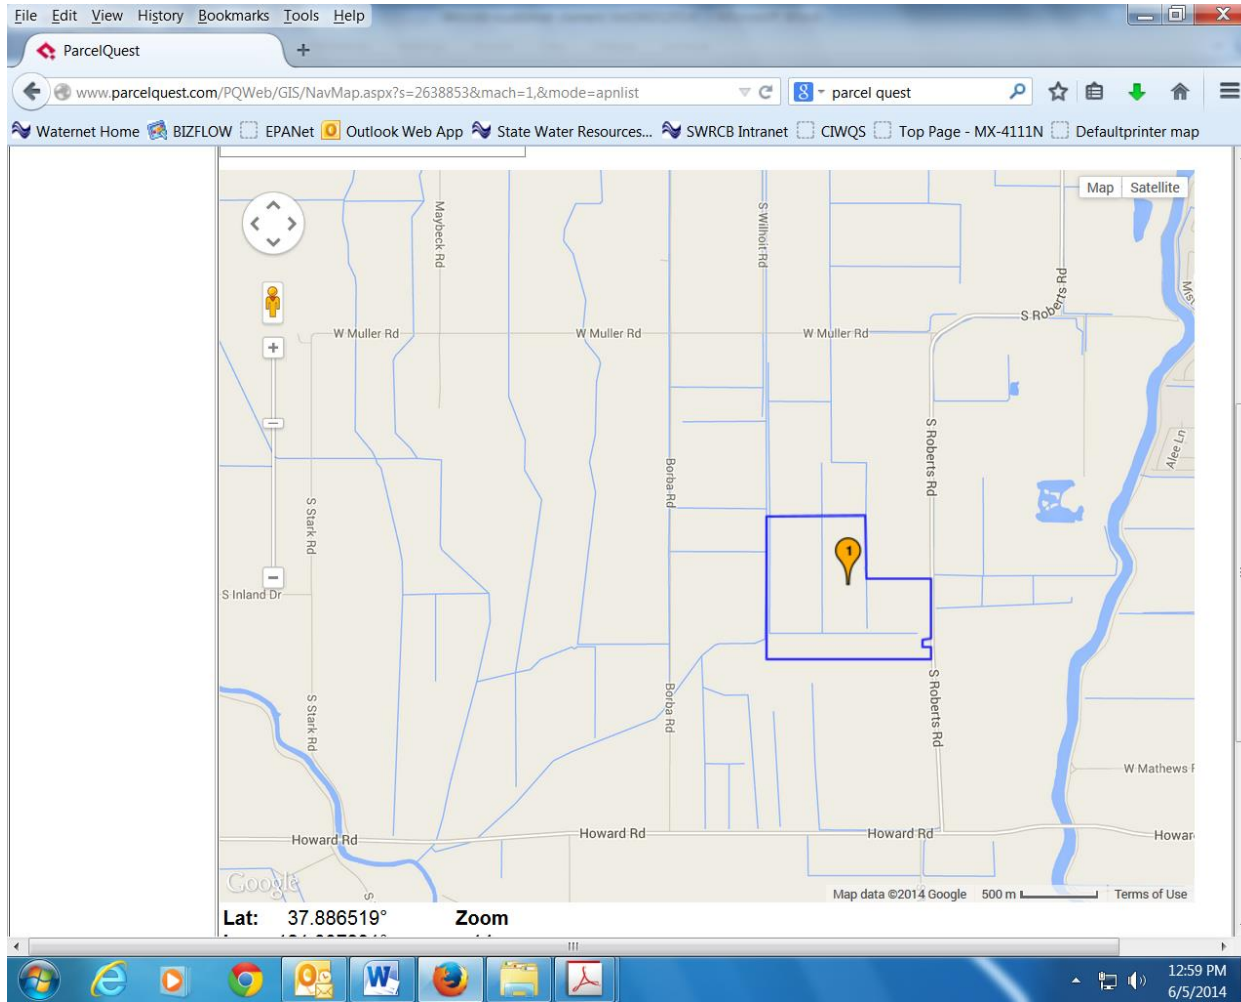 File Edit View History Bookmarks Tools Help
ParcelQuest
www.parcelquest.com/PQWeb/GIS/NavMap.aspx?s=2638853&mach=1,&mode=apnlist
parcel quest
Waternet Home BIZFLOW EPANet Outlook Web App State Water Resources... SWRCB Intranet CIWQS Top Page - MX-4111N Defaultprinter map
Map Satellite
Maybeck Rd
S Wilhoit Rd
S Roberts Rd
W Muller Rd
W Muller Rd
W Muller Rd
S Roberts Rd
Alee Ln
Borba Rd
S Stark Rd
1
S Inland Dr
S Roberts Rd
Borba Rd
S Stark Rd
W Mathews R
Howard Rd
Howard Rd
Howard Rd
Howar
Google
S
Map data ©2014 Google 500 m Terms of Use
Lat: 37.886519° Zoom
12:59 PM
6/5/2014